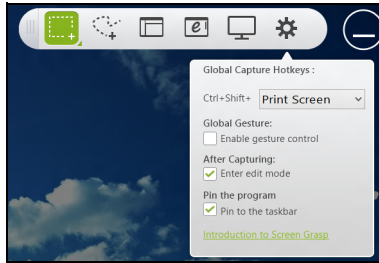 e
Global Capture Hotkeys :
Ctrl+Shift+ Print Screen
Global Gesture:
Enable gesture control
After Capturing:
Enter edit mode
Pin the program
Pin to the taskbar
Introduction to Screen Grasp